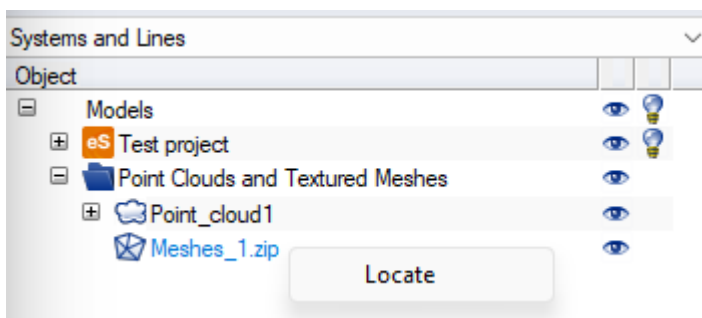 Systems and Lines
Object
Models
eS Test project
Point Clouds and Textured Meshes
Point_cloud1
Meshes_1.zip
Locate